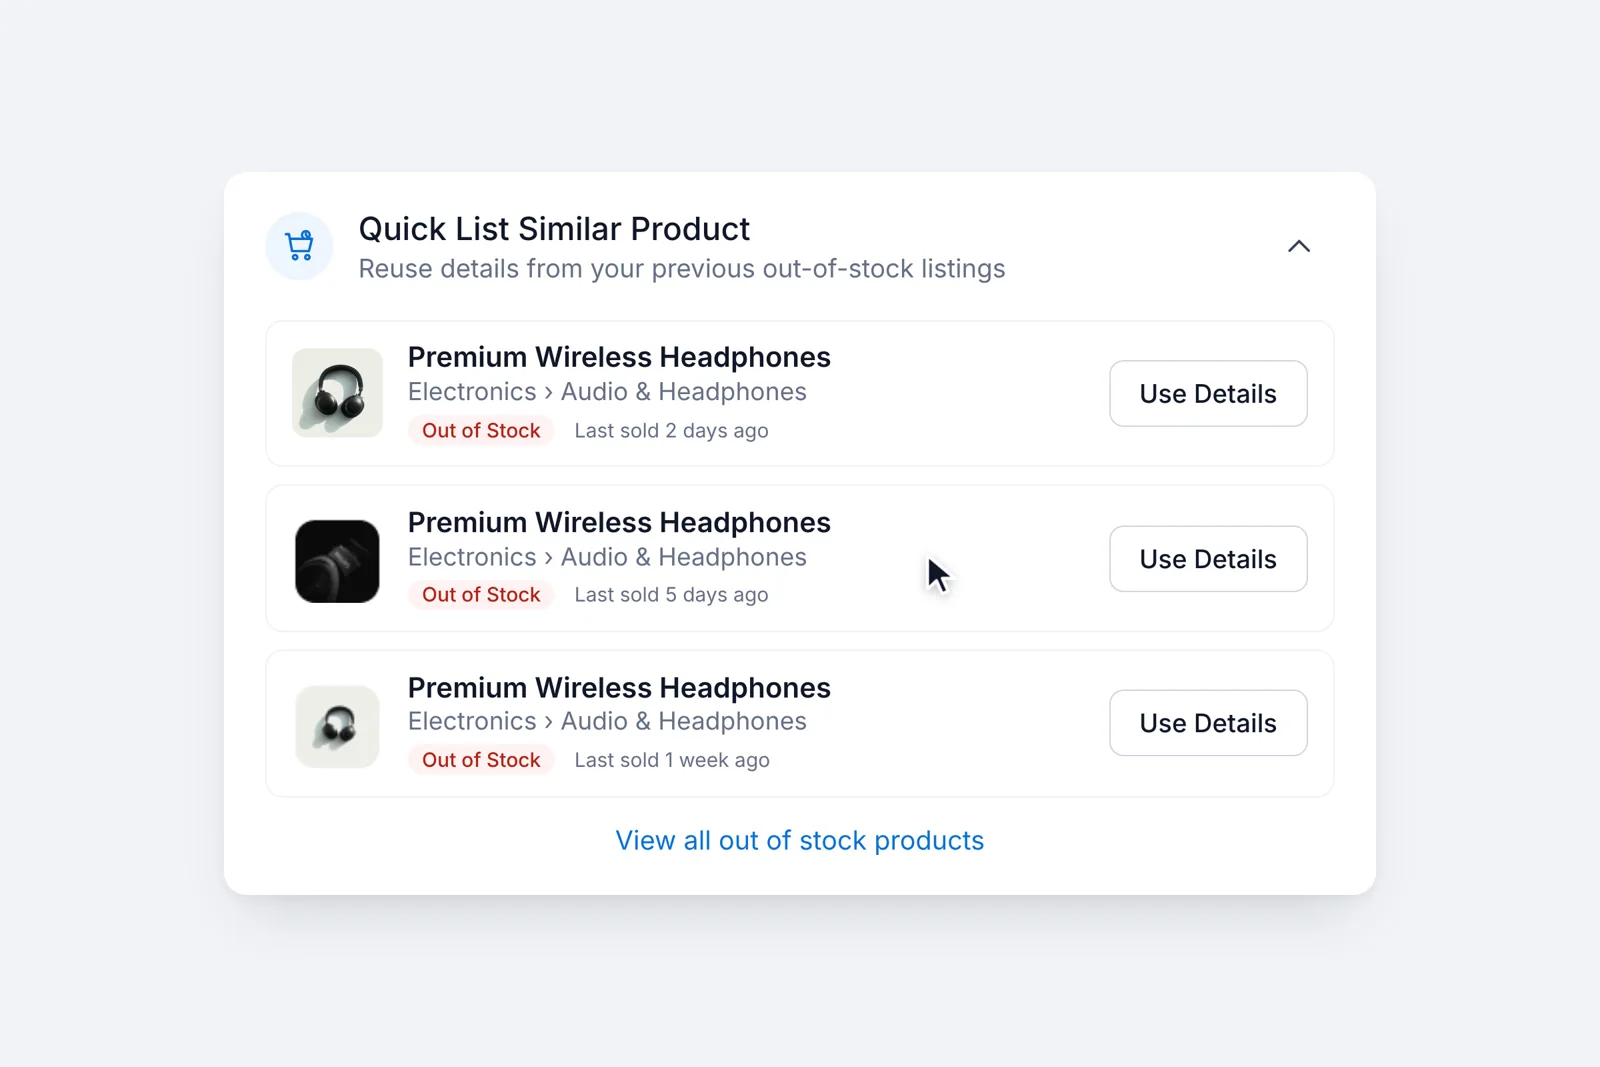 Quick List Similar Product
Reuse details from your previous out-of-stock listings
Premium Wireless Headphones
Electronics › Audio & Headphones
Out of Stock Last sold 2 days ago
Use Details
Premium Wireless Headphones
Electronics › Audio & Headphones
Out of Stock Last sold 5 days ago
Use Details
Premium Wireless Headphones
Electronics › Audio & Headphones
Out of Stock Last sold 1 week ago
Use Details
View all out of stock products